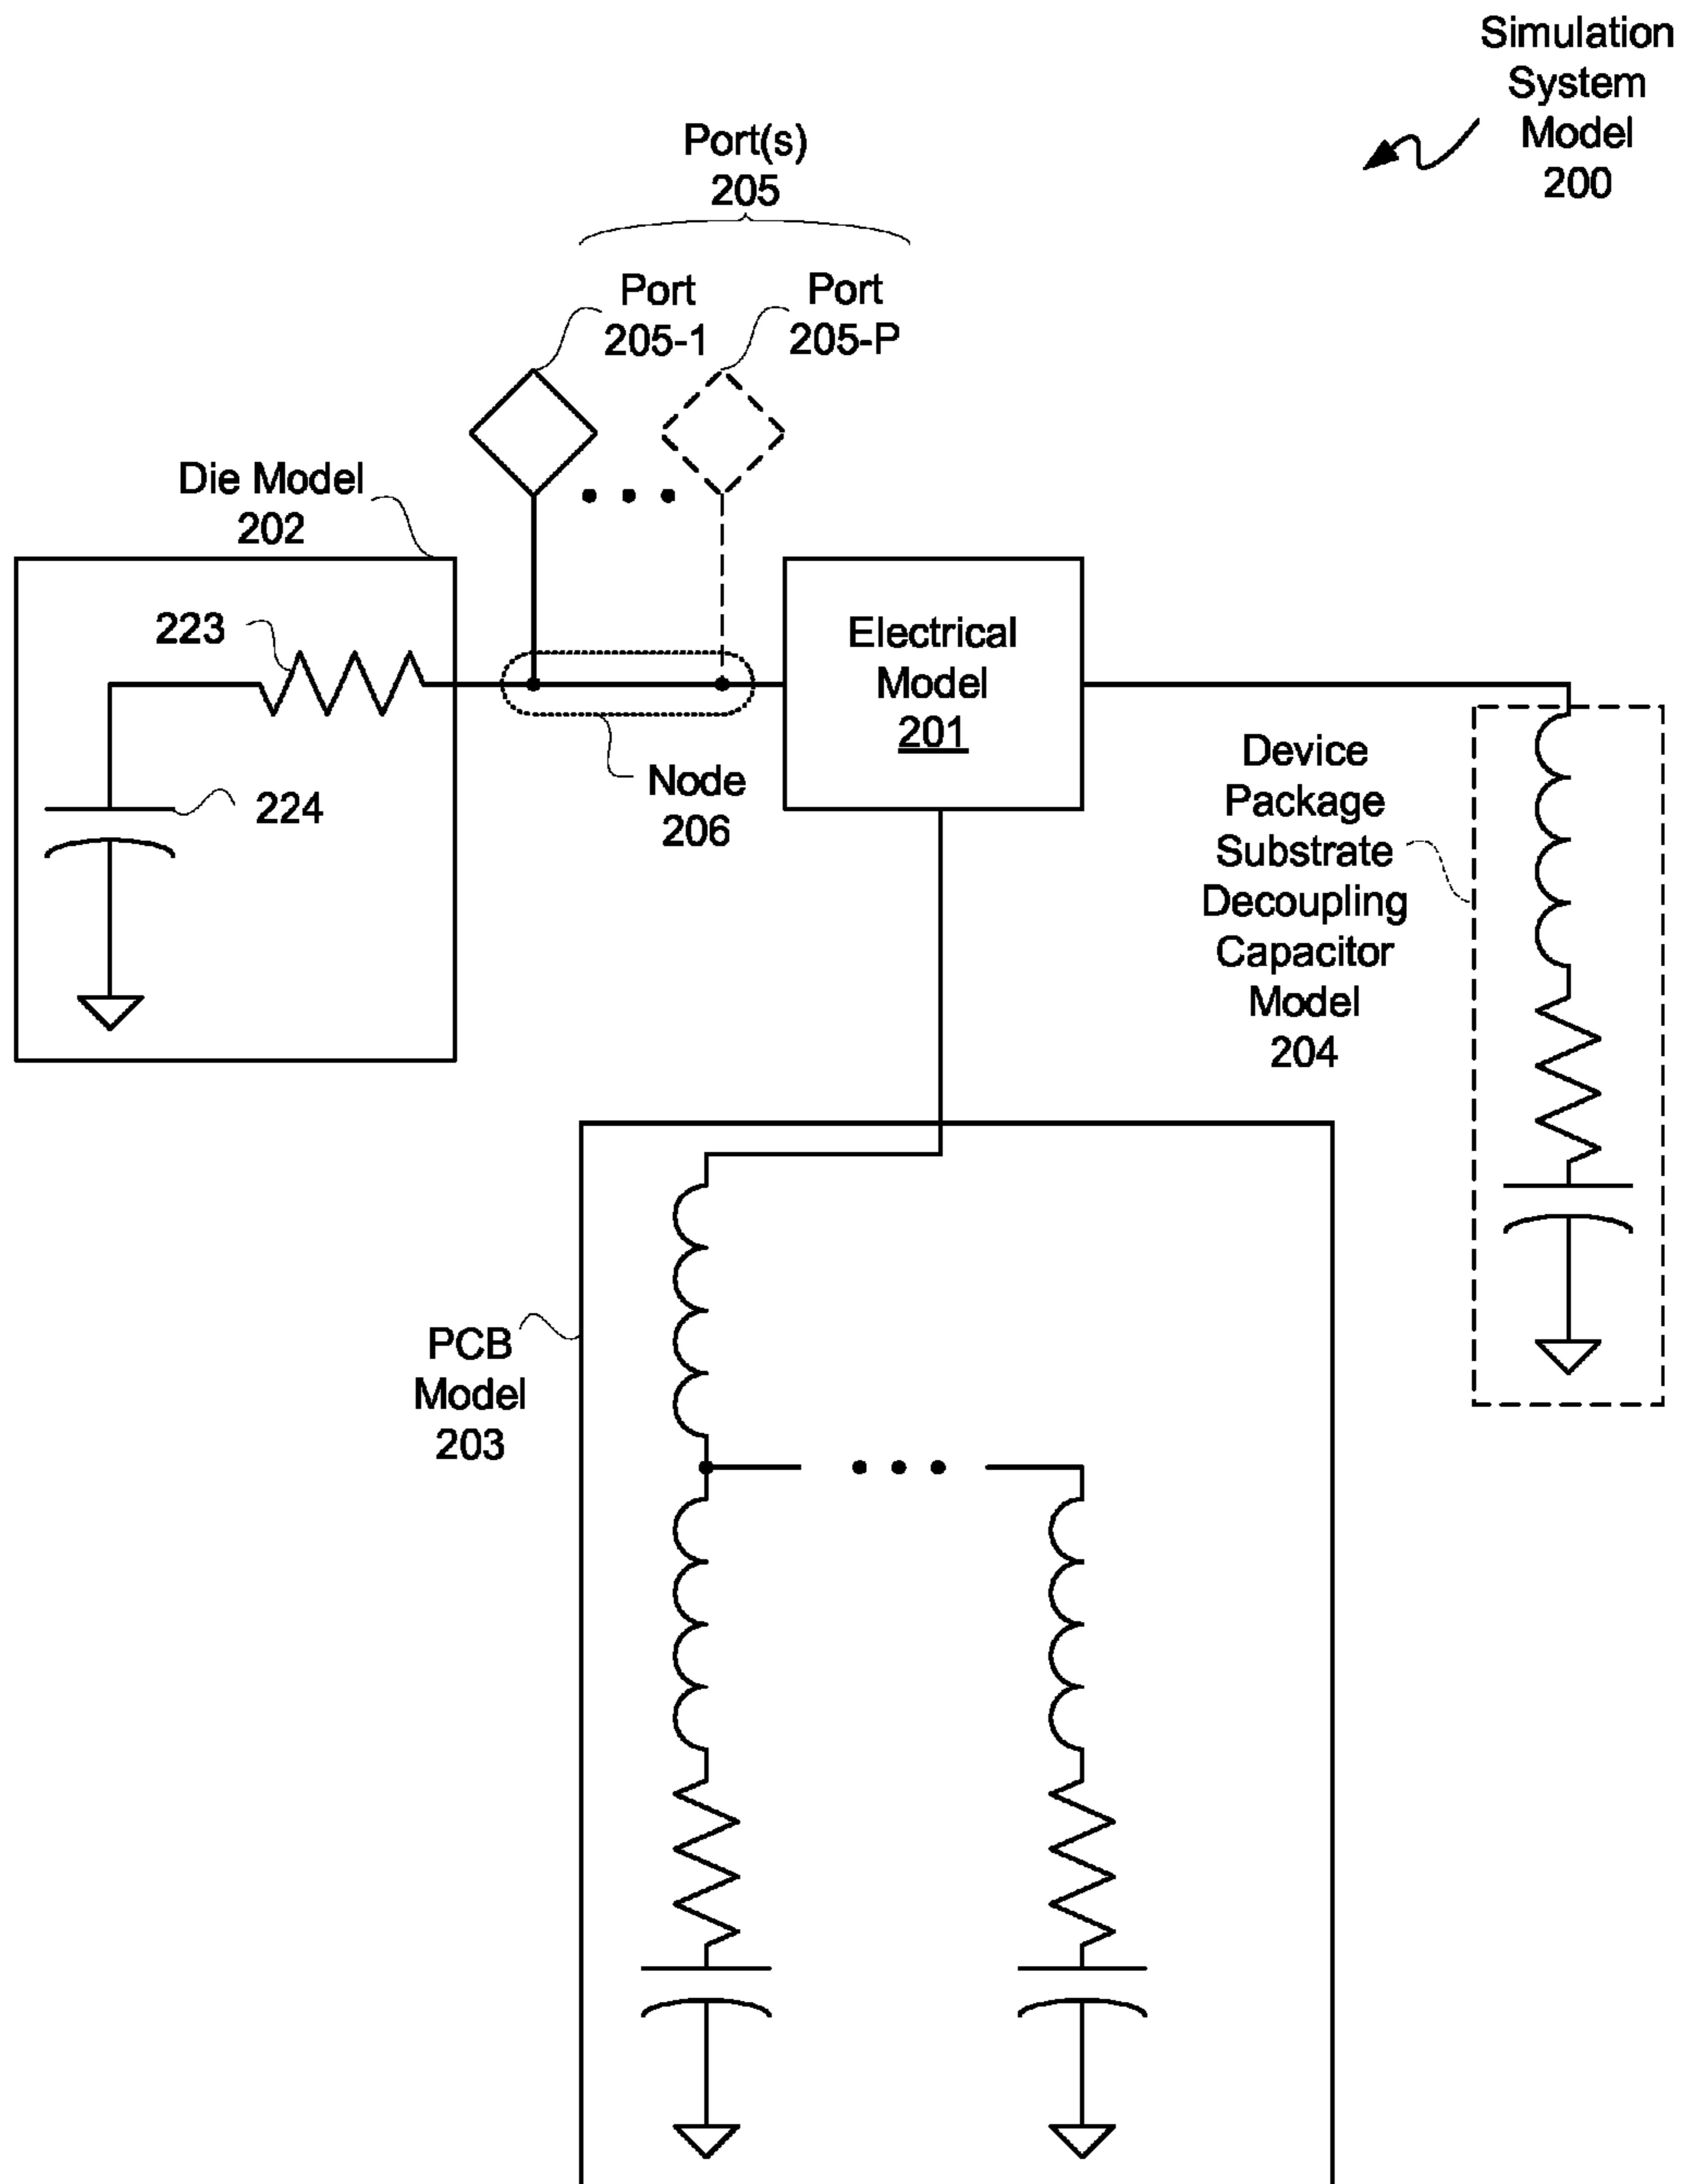 Simulation
System
Model
200
Port(s)
205
Port
205-1
Port
205-P
Die Model
202
223
224
Node
206
Electrical
Model
201
Device
Package
Substrate
Decoupling
Capacitor
Model
204
PCB
Model
203